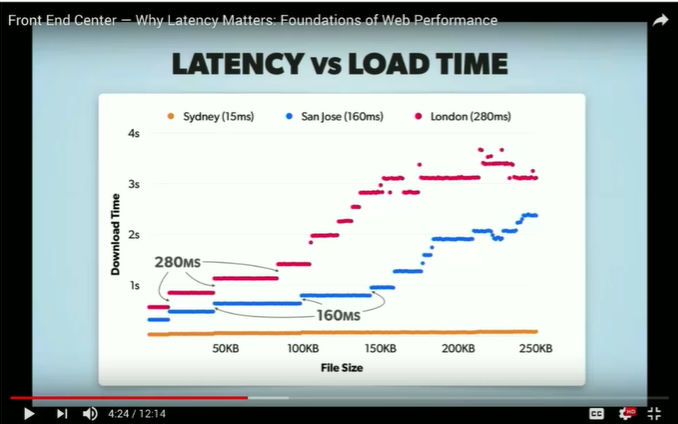 Front End Center — Why Latency Matters: Foundations of Web Performance
LATENCY vs LOAD TIME
Sydney (15ms) San Jose (160ms) London (280ms)
4s
3s
2s
1s
Download Time
280MS
160MS
50KB 100KB 150KB 200KB 250KB
File Size
4:24 / 12:14
CC
HD